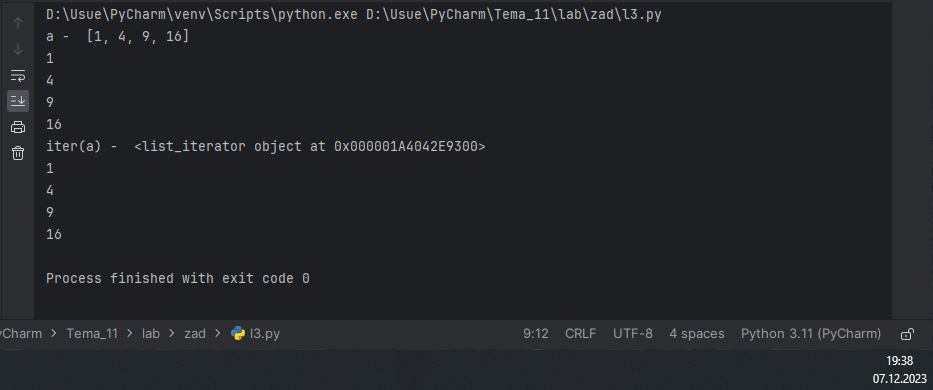 D:\Usue\PyCharm\venv\Scripts\python.exe D:\Usue\PyCharm\Tema_11\lab\zad\l3.py
a -  [1, 4, 9, 16]
1
4
9
16
iter(a) -  <list_iterator object at 0x000001A4042E9300>
1
4
9
16
Process finished with exit code 0
yCharm > Tema_11 > lab > zad > l3.py 9:12 CRLF UTF-8 4 spaces Python 3.11 (PyCharm)
19:38
07.12.2023